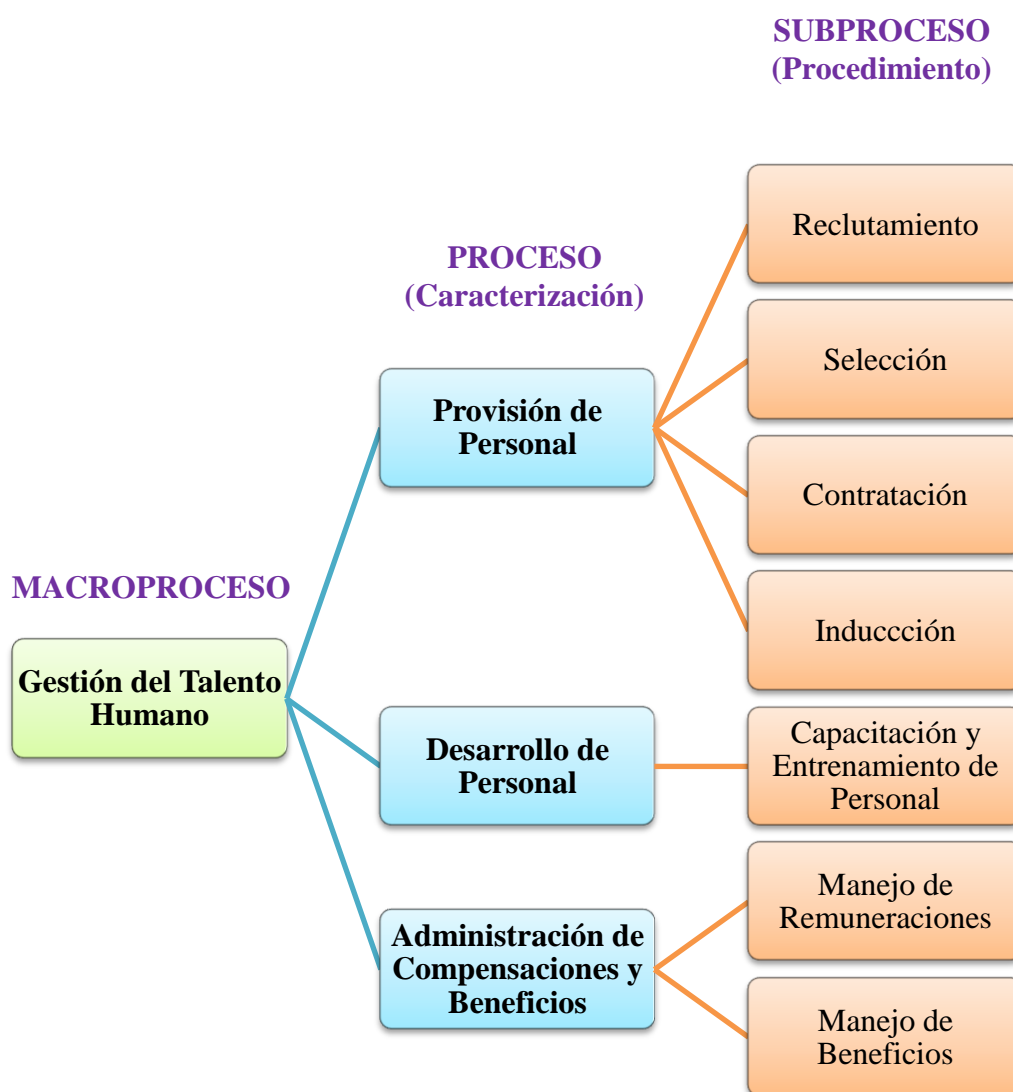 SUBPROCESO
(Procedimiento)
Reclutamiento
PROCESO
(Caracterización)
Selección
Provisión de
Personal
Contratación
MACROPROCESO
Induccción
Gestión del Talento
Humano
Desarrollo de
Personal
Capacitación y
Entrenamiento de
Personal
Manejo de
Remuneraciones
Administración de
Compensaciones y
Beneficios
Manejo de
Beneficios